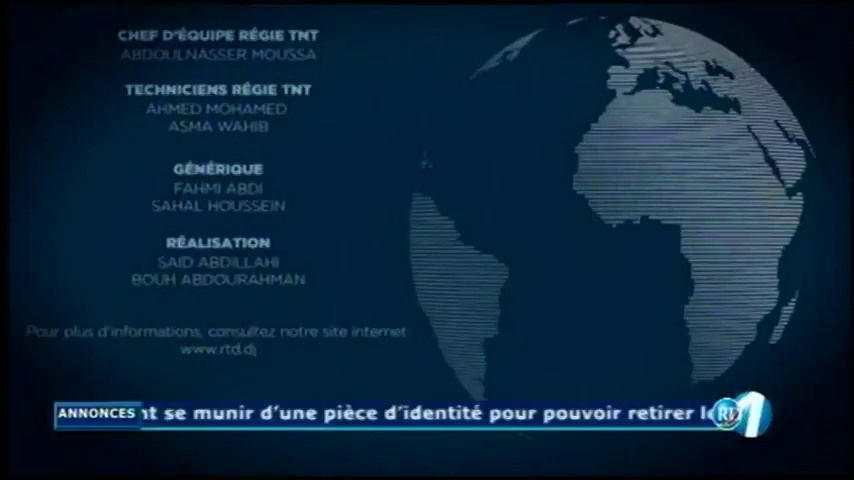 CHEF D'ÉQUIPE RÉGIE TNT
ABDOULNASSER MOUSSA
TECHNICIENS RÉGIE TNT
AHMED MOHAMED
ASMA WAHIB
GÉNÉRIQUE
FAHMI ABDI
SAHAL HOUSSEIN
RÉALISATION
SAID ABDILLAHI
BOUH ABDOURAHMAN
Pour plus d'informations, consultez notre site internet
www.rtd.dj
ANNONCES
se munir d'une pièce d'identité pour pouvoir retirer
1